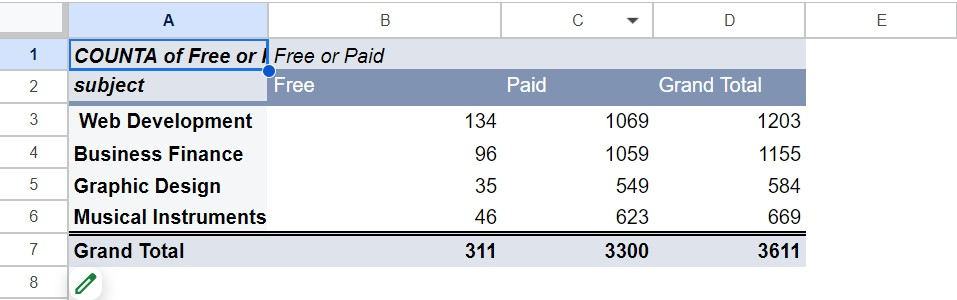 A B C D E
1 COUNTA of Free or Free or Paid
2 subject Free Paid Grand Total
3 Web Development 134 1069 1203
4 Business Finance 96 1059 1155
5 Graphic Design 35 549 584
6 Musical Instruments 46 623 669
7 Grand Total 311 3300 3611
8